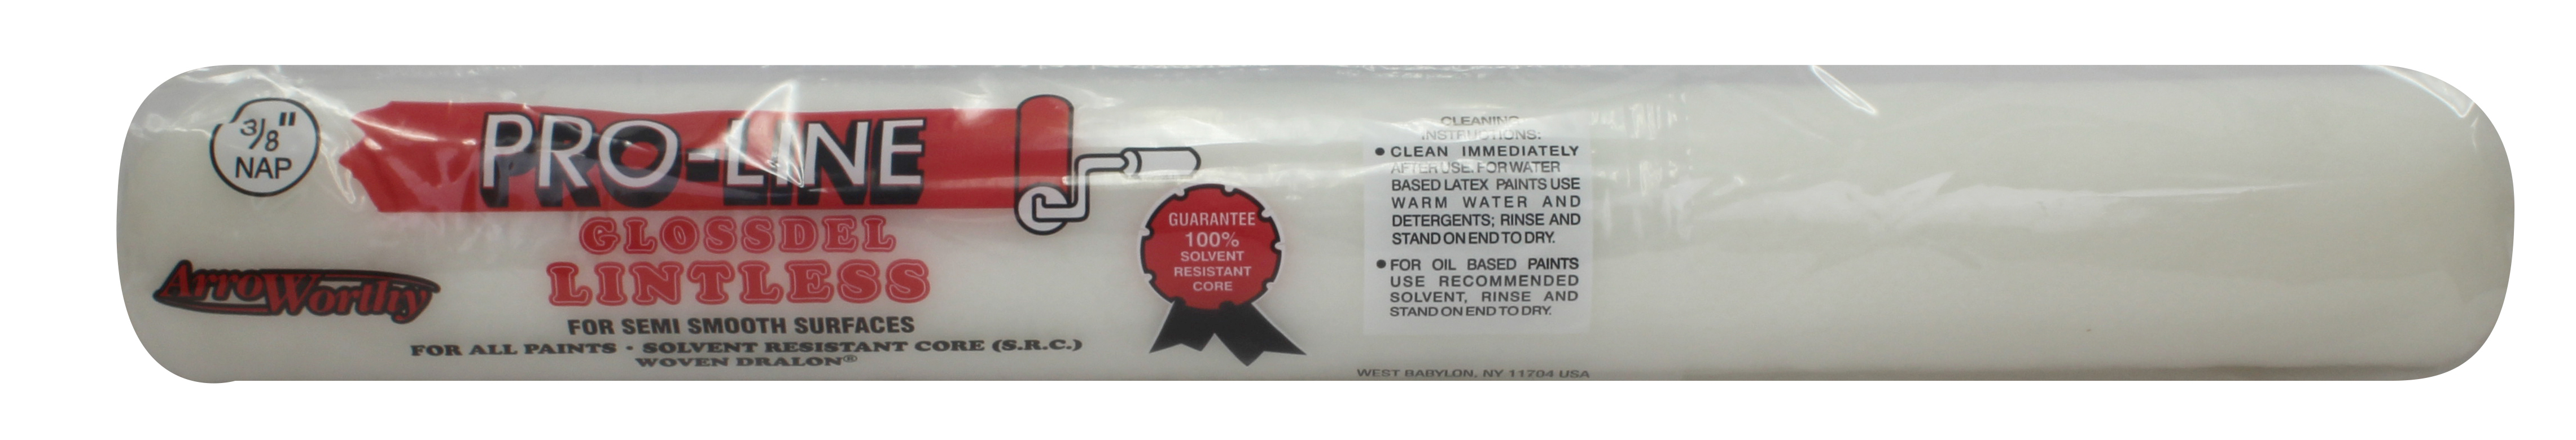 3/8"
NAP
PRO-LINE
GLOSSDEL
LINTLESS
ArroWorthy
FOR SEMI SMOOTH SURFACES
FOR ALL PAINTS • SOLVENT RESISTANT CORE (S.R.C.)
WOVEN DRALON®
GUARANTEE
100%
SOLVENT
RESISTANT
CORE
CLEANING
INSTRUCTIONS:
• CLEAN IMMEDIATELY
AFTER USE. FOR WATER
BASED LATEX PAINTS USE
WARM WATER AND
DETERGENTS; RINSE AND
STAND ON END TO DRY.
• FOR OIL BASED PAINTS
USE RECOMMENDED
SOLVENT, RINSE AND
STAND ON END TO DRY.
WEST BABYLON, NY 11704 USA